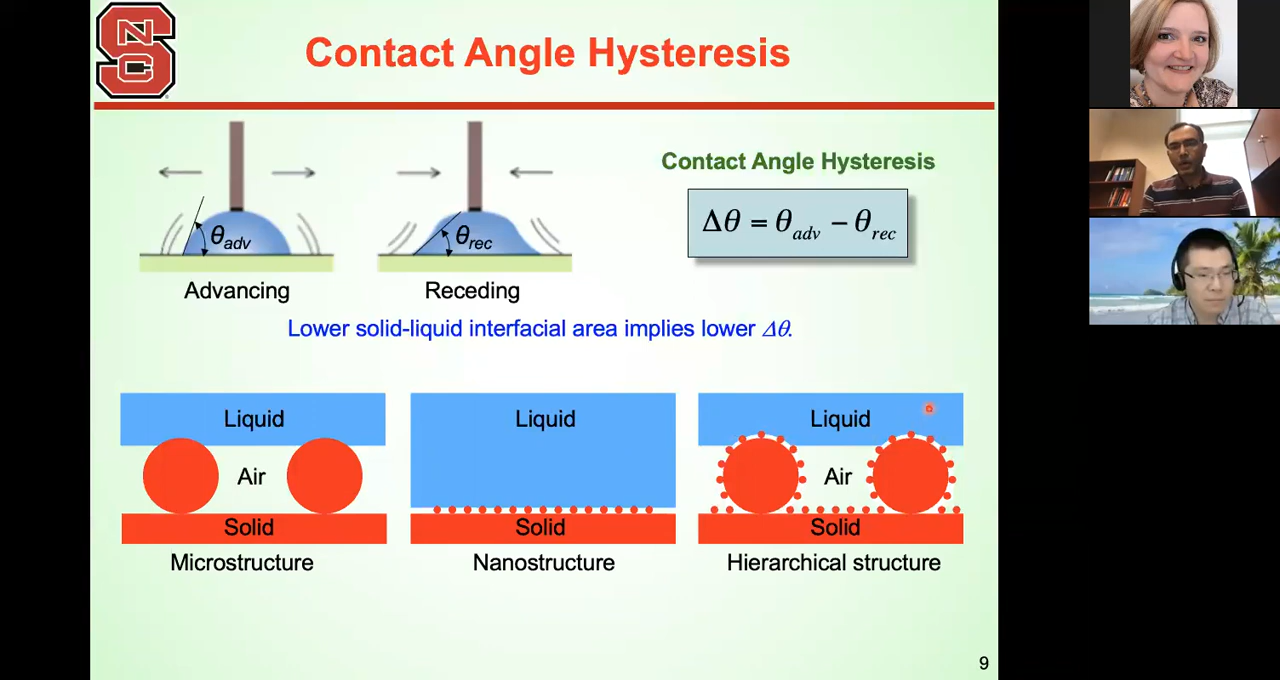 NC S
Contact Angle Hysteresis
θadv
θrec
Advancing
Receding
Contact Angle Hysteresis
Δθ = θadv − θrec
Lower solid-liquid interfacial area implies lower Δθ.
Liquid
Air
Solid
Microstructure
Liquid
Solid
Nanostructure
Liquid
Air
Solid
Hierarchical structure
9